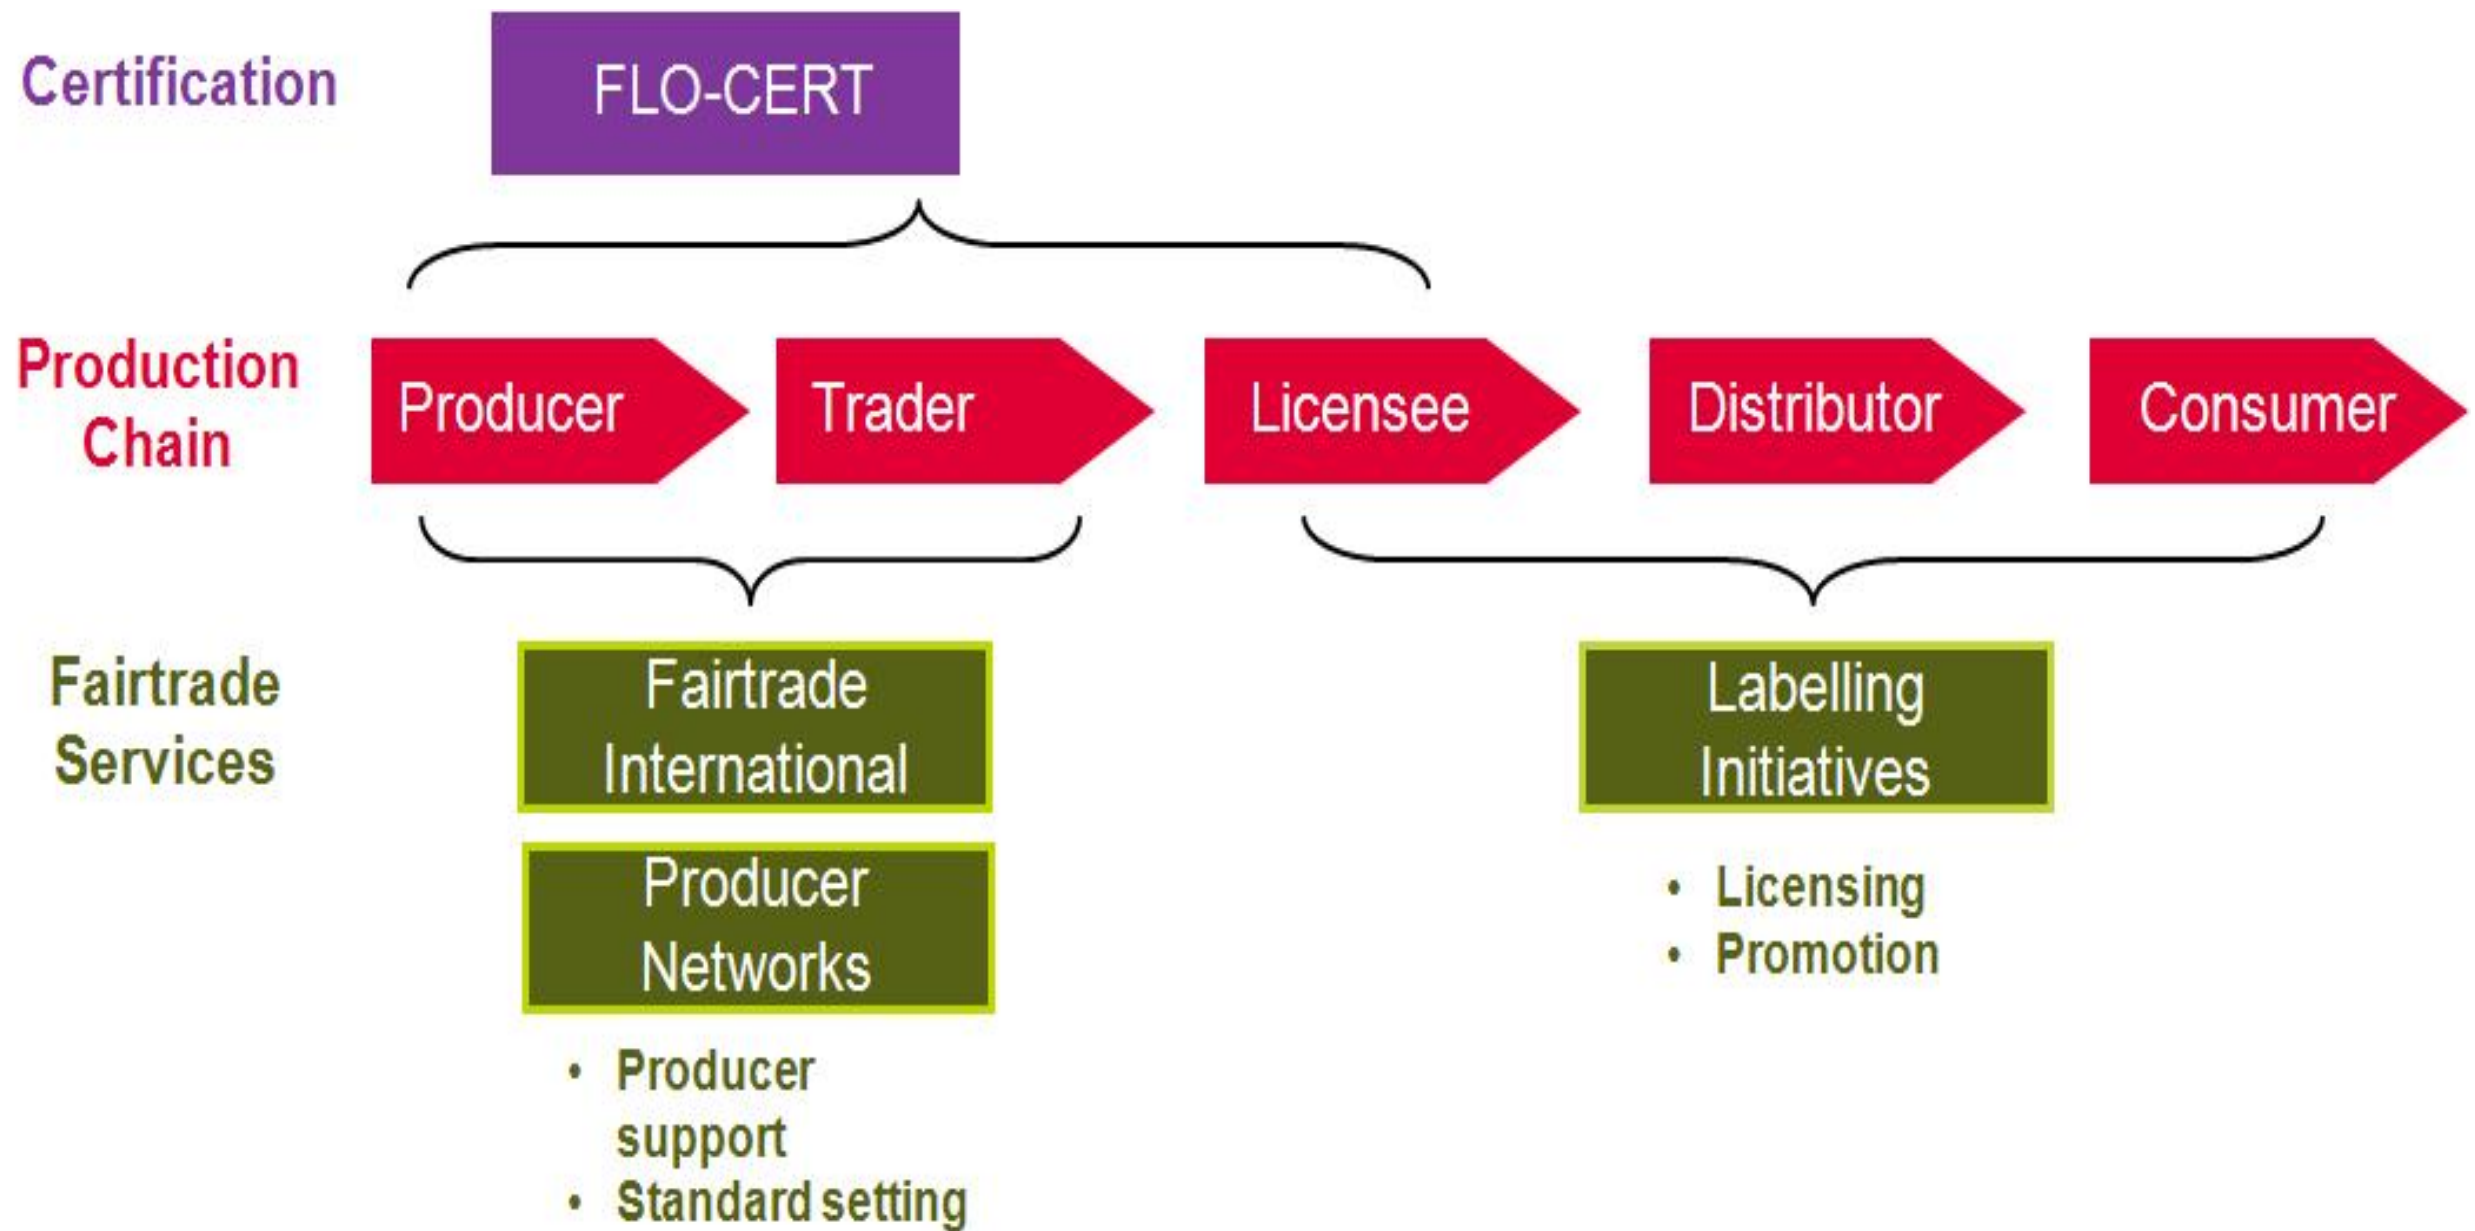 Certification
FLO-CERT
Production
Chain
Producer
Trader
Licensee
Distributor
Consumer
Fairtrade
Services
Fairtrade
International
Producer
Networks
• Producer
support
• Standard setting
Labelling
Initiatives
• Licensing
• Promotion